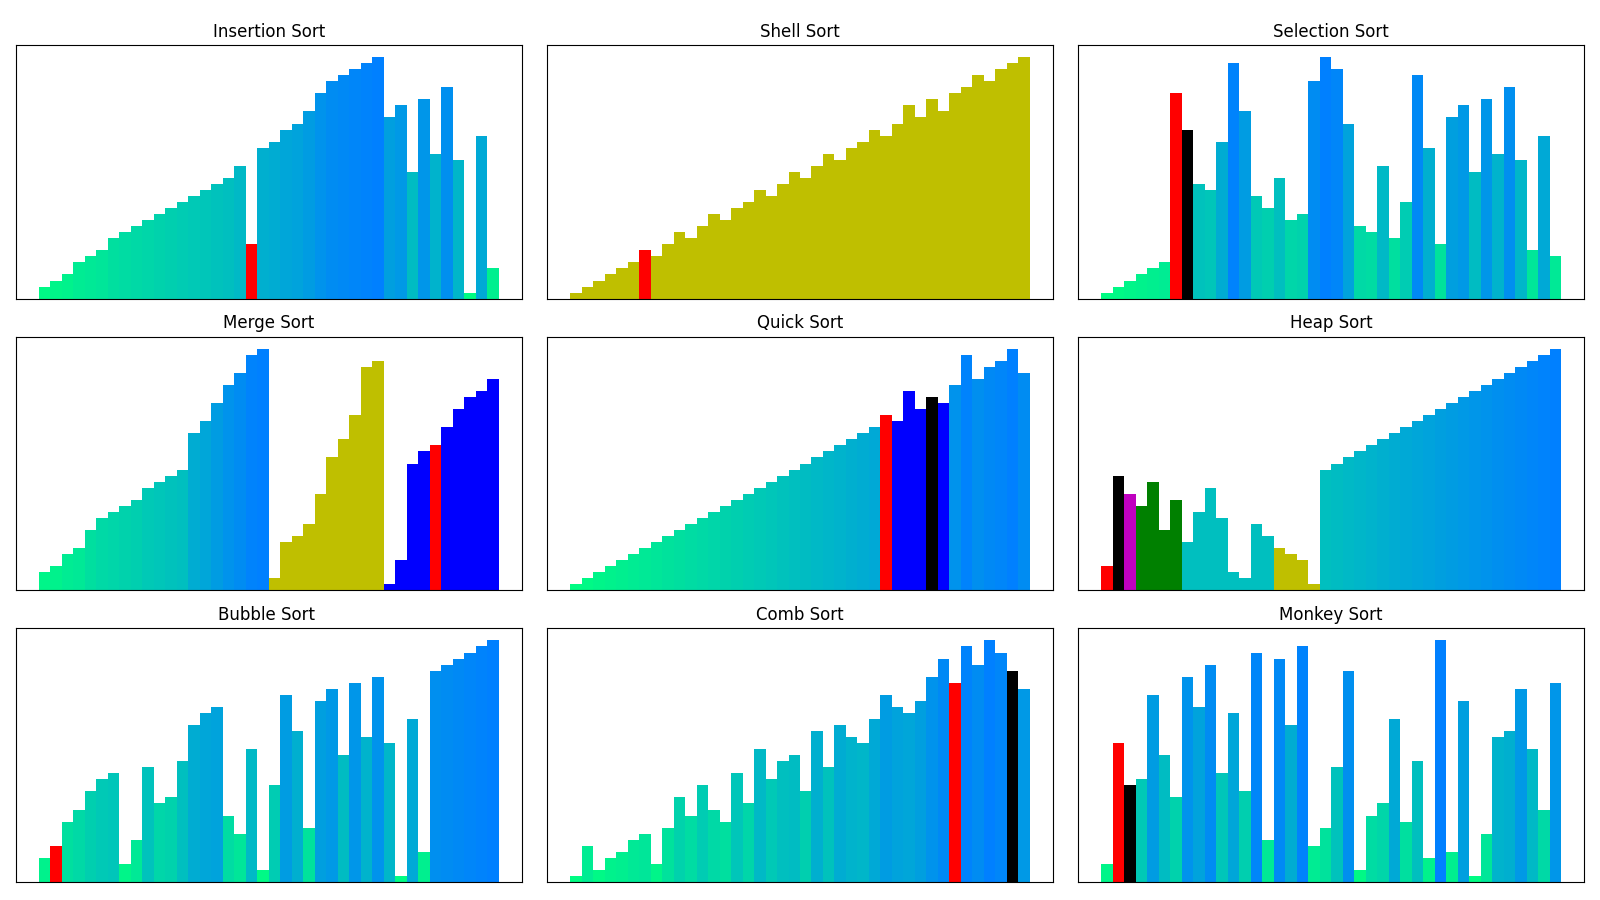 Insertion Sort
Shell Sort
Selection Sort
Merge Sort
Quick Sort
Heap Sort
Bubble Sort
Comb Sort
Monkey Sort